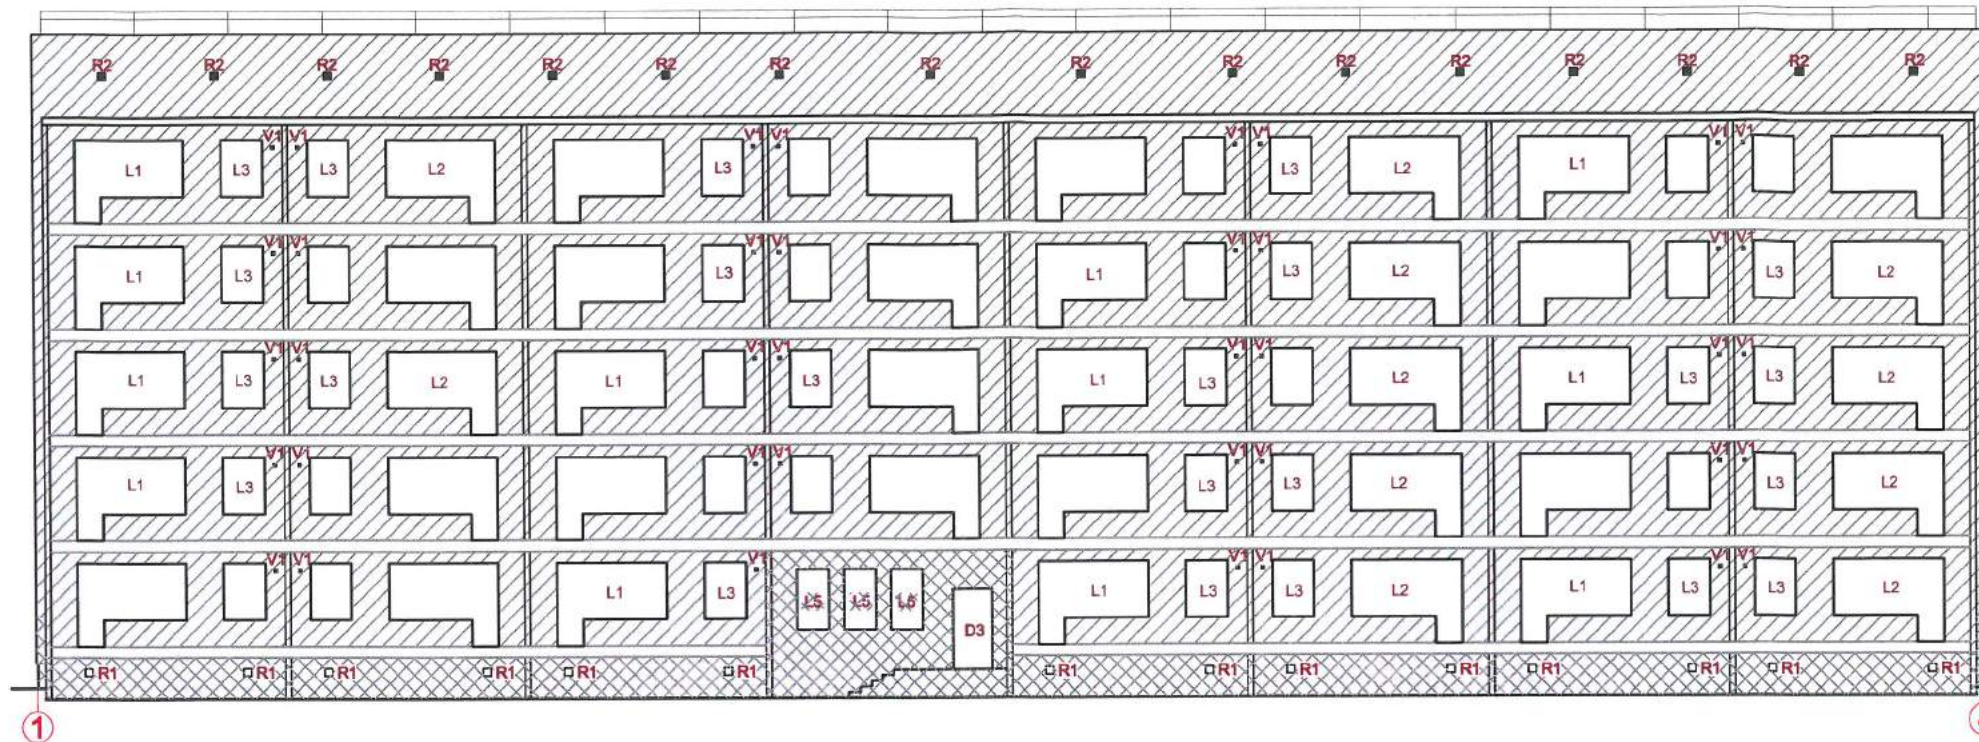 R2 R2 R2 R2 R2 R2 R2 R2 R2 R2 R2 R2 R2 R2 R2 R2
V1 V1 V1 V1 V1 V1 V1 V1
L1 L3 L3 L2 L3 L3 L2 L1
V1 V1 V1 V1 V1 V1 V1 V1
L1 L3 L3 L1 L3 L2 L3 L2
V1 V1 V1 V1 V1 V1 V1 V1
L1 L3 L3 L2 L1 L3 L1 L3 L2 L1 L3 L3 L2
V1 V1 V1 V1 V1 V1 V1 V1
L1 L3 L3 L3 L2 L3 L2
V1 V1 V1 V1 V1 V1 V1
L1 L3 L5 L5 L5 D3 L1 L3 L3 L2 L1 L3 L3 L2
R1 R1 R1 R1 R1 R1 R1 R1 R1 R1 R1 R1 R1 R1
1